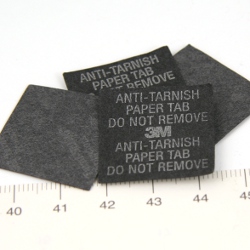 ANTI-TARNISH
PAPER TAB
DO NOT REMOVE
ANTI-TARNISH
PAPER TAB
DO NOT REMOVE
3M
ANTI-TARNISH
PAPER TAB
DO NOT REMOVE
40
41
42
43
44
45